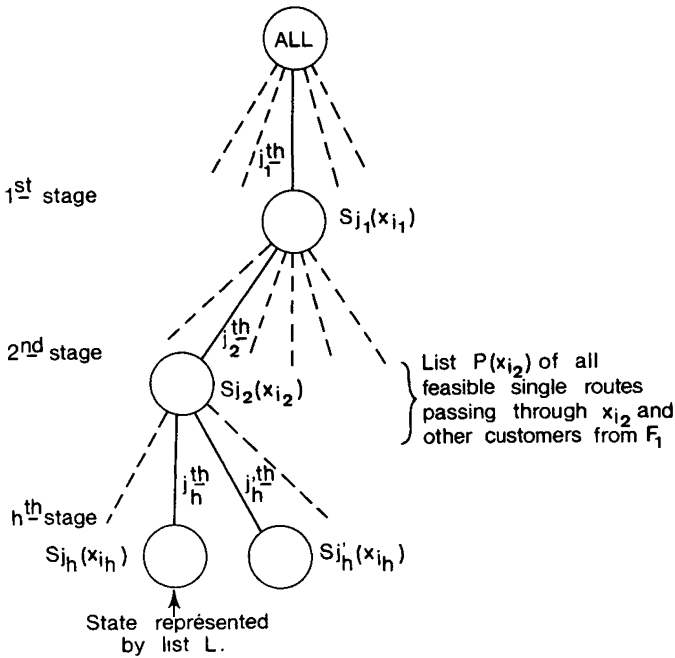 ALL
j₁ᵗʰ
1ˢᵗ stage
Sj₁(xi₁)
j₂ᵗʰ
2ⁿᵈ stage
Sj₂(xi₂)
List P(xi₂) of all
feasible single routes
passing through xi₂ and
other customers from F₁
jₕᵗʰ
j'ₕᵗʰ
hᵗʰ stage
Sjₕ(xiₕ)
Sj'ₕ(xiₕ)
State represented
by list L.